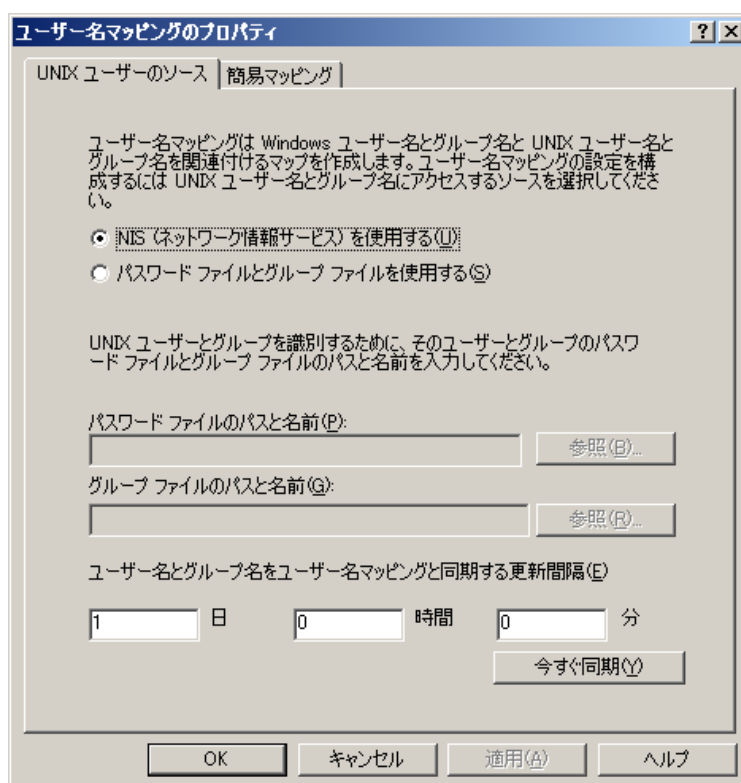 ユーザー名マッピングのプロパティ
UNIX ユーザーのソース 簡易マッピング
ユーザー名マッピングは Windows ユーザー名とグループ名と UNIX ユーザー名と
グループ名を関連付けるマップを作成します。ユーザー名マッピングの設定を構
成するには UNIX ユーザー名とグループ名にアクセスするソースを選択してくださ
い。
NIS (ネットワーク情報サービス) を使用する(U)
パスワード ファイルとグループ ファイルを使用する(S)
UNIX ユーザーとグループを識別するために、そのユーザーとグループのパスワ
ード ファイルとグループ ファイルのパスと名前を入力してください。
パスワード ファイルのパスと名前(P):
参照(B)...
グループ ファイルのパスと名前(G):
参照(R)...
ユーザー名とグループ名をユーザー名マッピングと同期する更新間隔(E)
1 日 0 時間 0 分
今すぐ同期(Y)
OK キャンセル 適用(A) ヘルプ